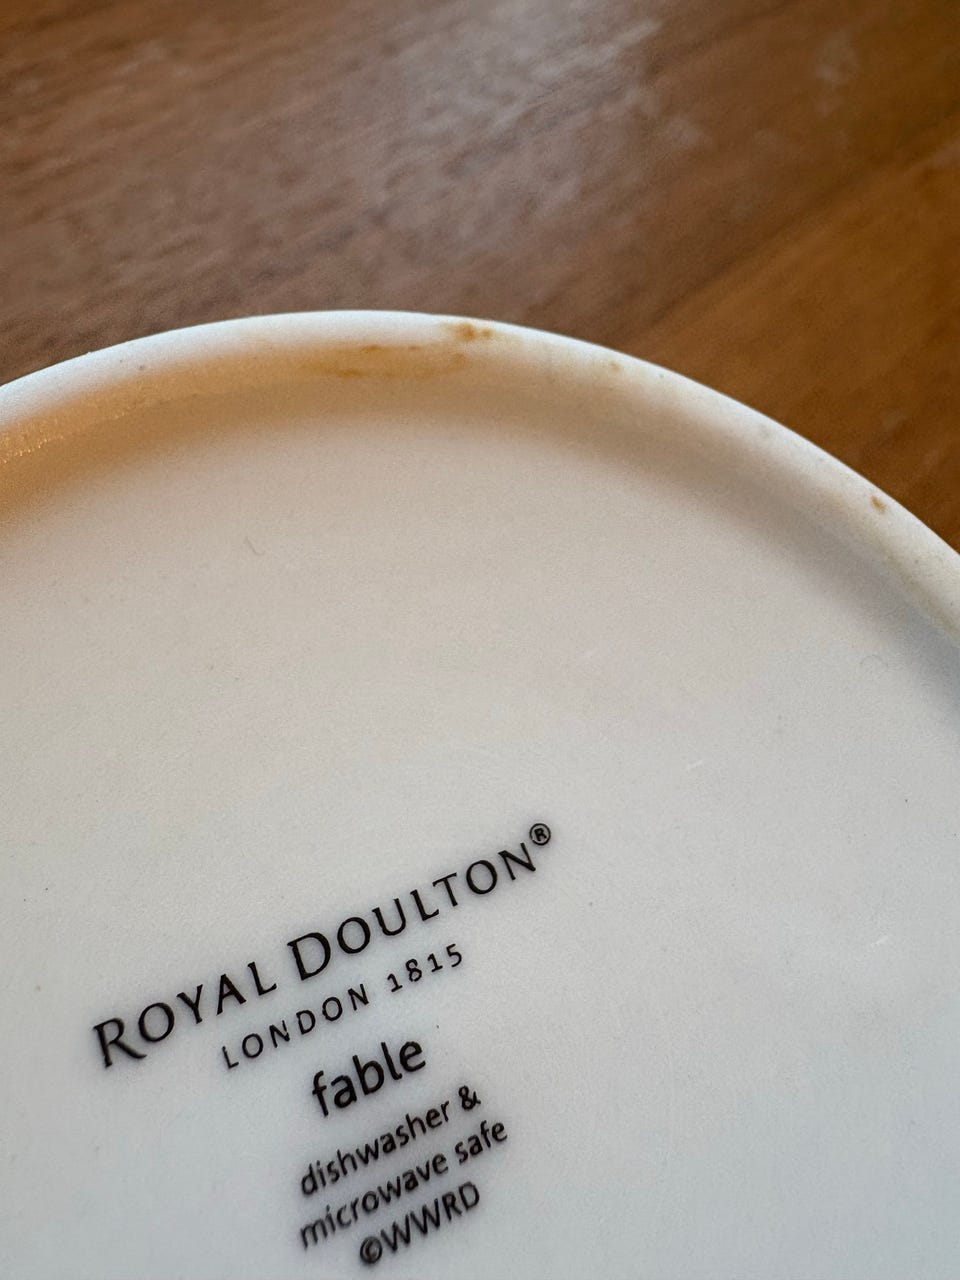 ROYAL DOULTON®
LONDON 1815
fable
dishwasher &
microwave safe
©WWRD